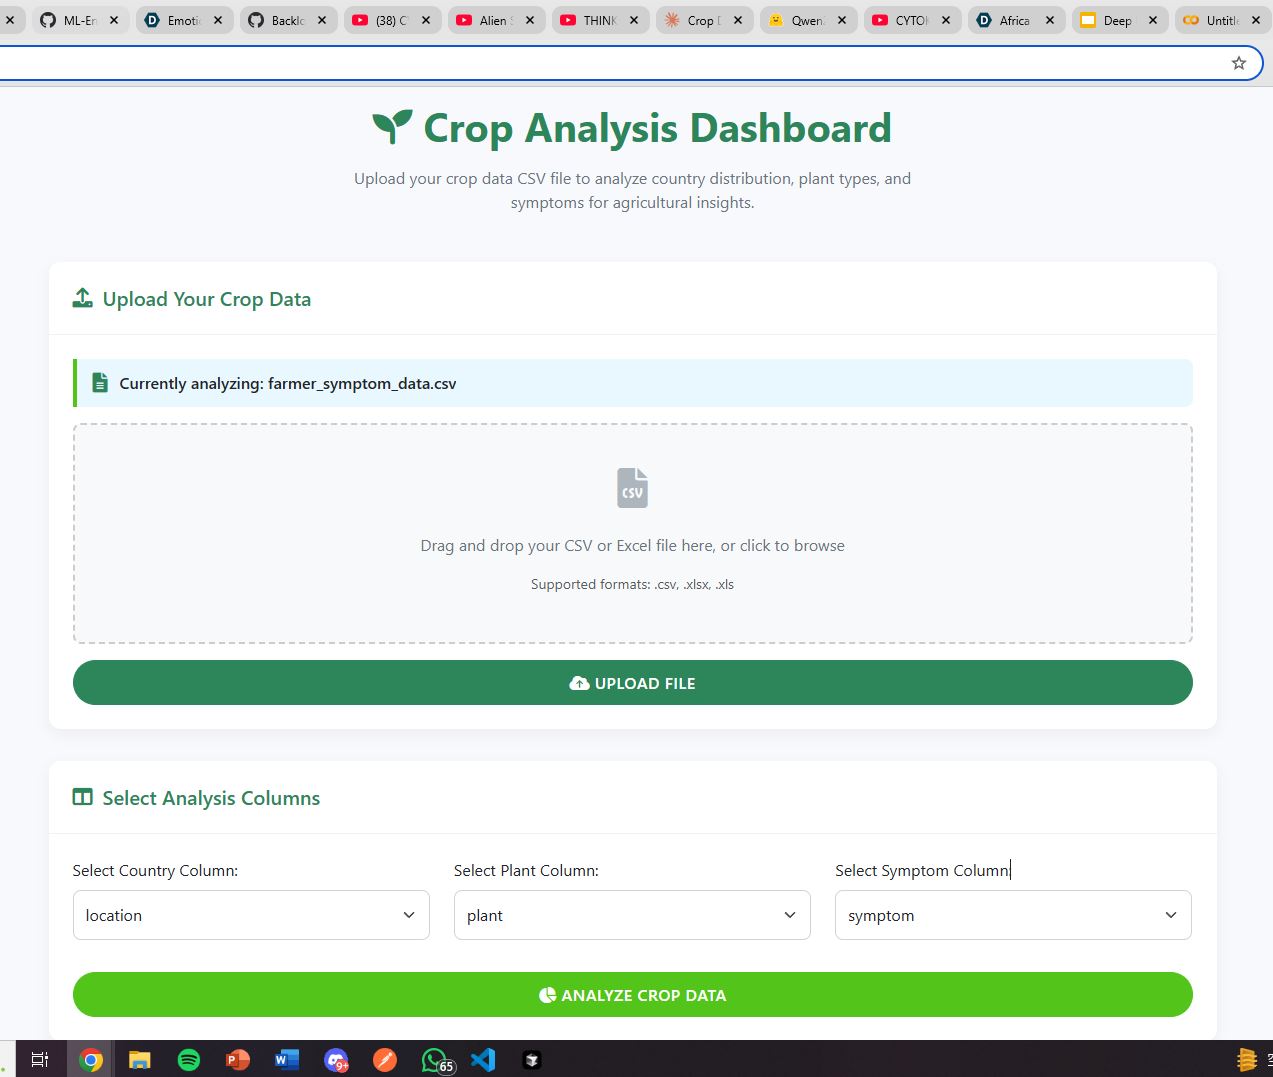 ML-En
Emotic
Backlo
(38) C
Alien S
THINK
Crop D
Qwen
CYTOK
Africa
Deep
Untitle
Crop Analysis Dashboard
Upload your crop data CSV file to analyze country distribution, plant types, and
symptoms for agricultural insights.
Upload Your Crop Data
Currently analyzing: farmer_symptom_data.csv
CSV
Drag and drop your CSV or Excel file here, or click to browse
Supported formats: .csv, .xlsx, .xls
UPLOAD FILE
Select Analysis Columns
Select Country Column:
Select Plant Column:
Select Symptom Column:
location
plant
symptom
ANALYZE CROP DATA
9+
65